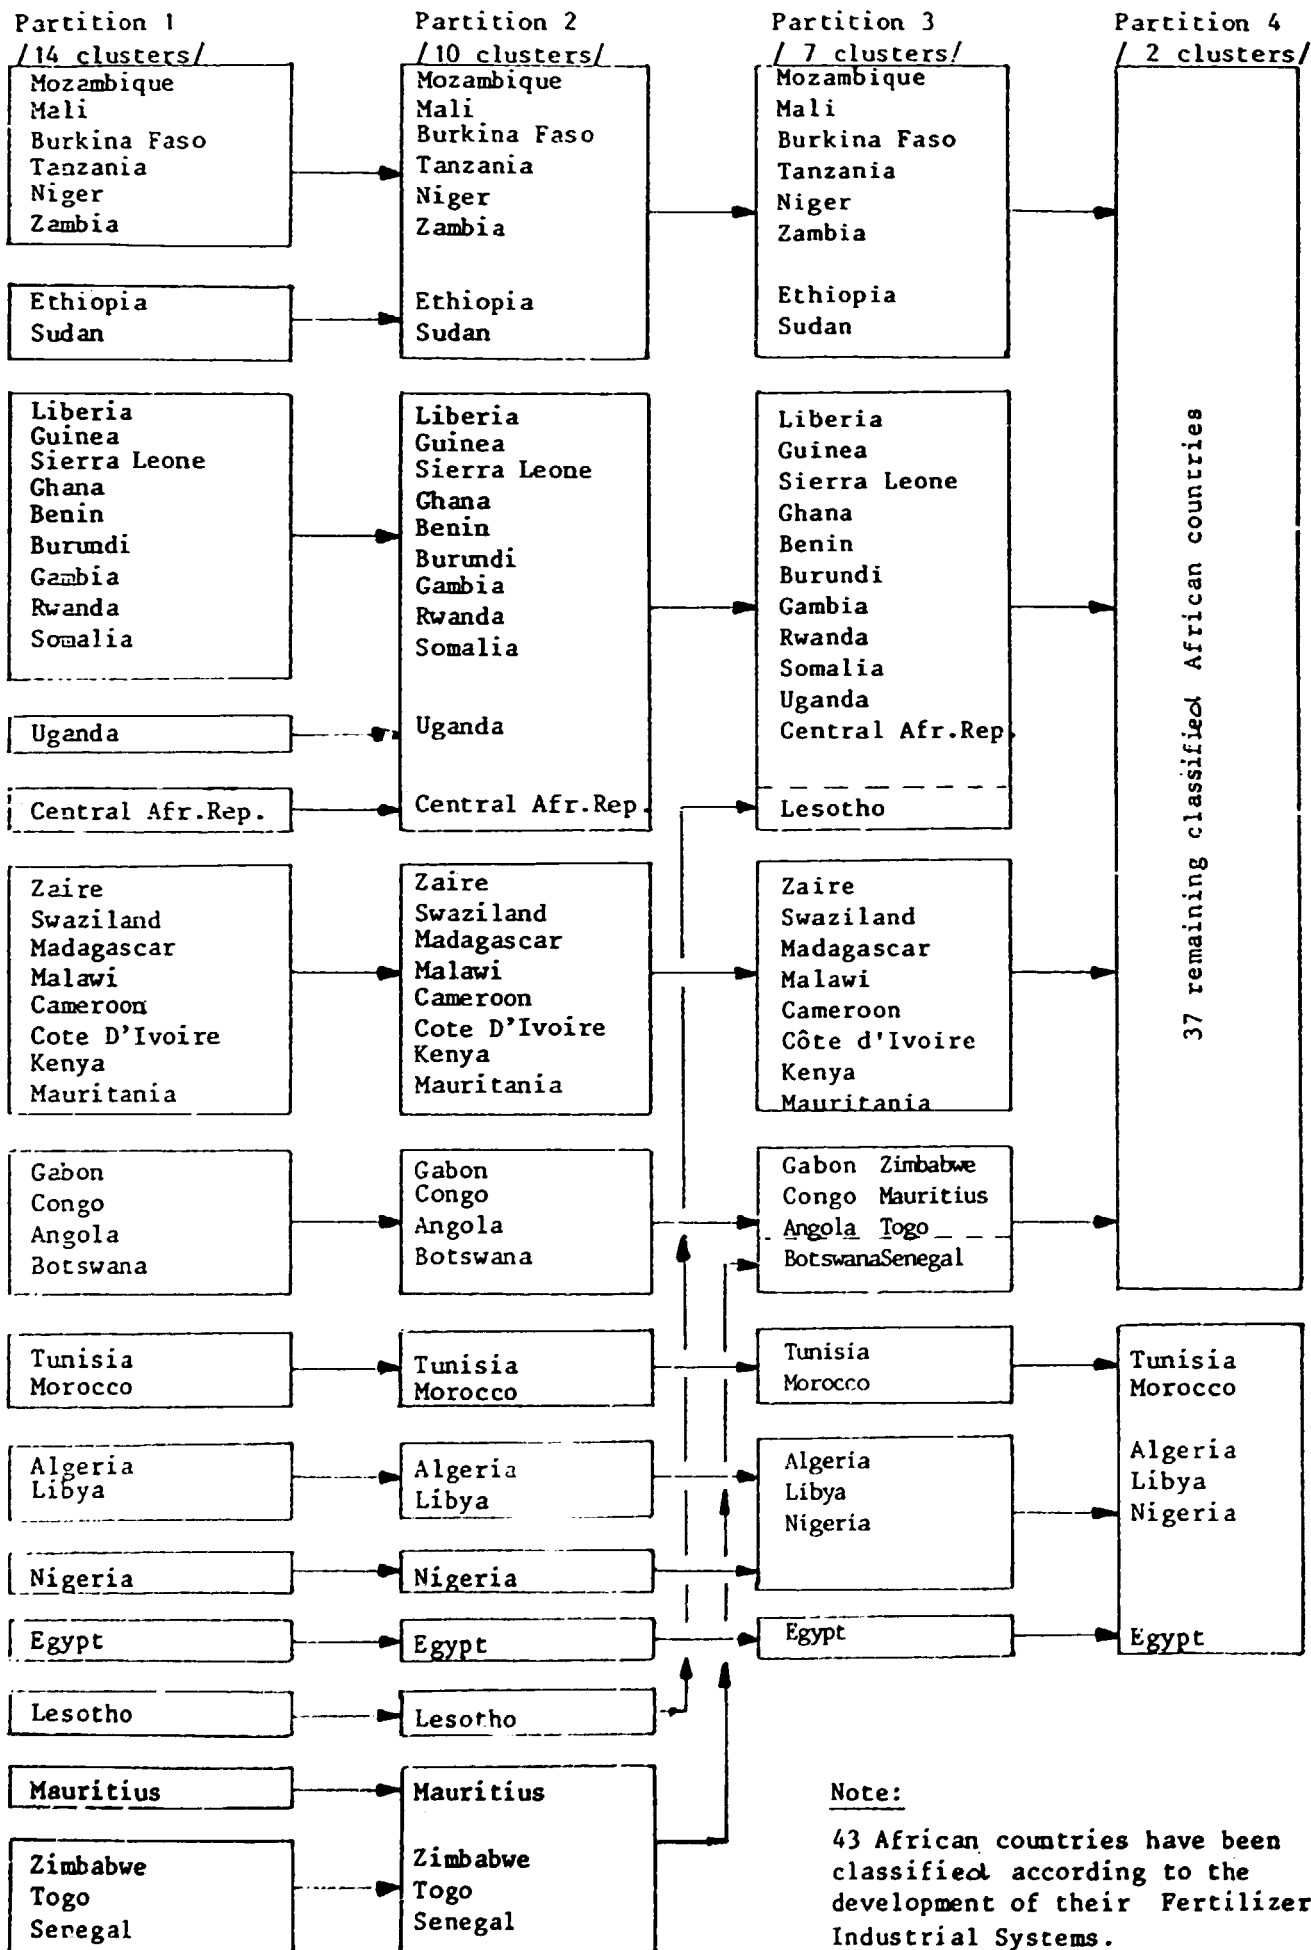 Partition 1
/14 clusters/
Mozambique
Mali
Burkina Faso
Tanzania
Niger
Zambia
Ethiopia
Sudan
Liberia
Guinea
Sierra Leone
Ghana
Benin
Burundi
Gambia
Rwanda
Somalia
Uganda
Central Afr.Rep.
Zaire
Swaziland
Madagascar
Malawi
Cameroon
Cote D'Ivoire
Kenya
Mauritania
Gabon
Congo
Angola
Botswana
Tunisia
Morocco
Algeria
Libya
Nigeria
Egypt
Lesotho
Mauritius
Zimbabwe
Togo
Senegal
Partition 2
/10 clusters/
Mozambique
Mali
Burkina Faso
Tanzania
Niger
Zambia
Ethiopia
Sudan
Liberia
Guinea
Sierra Leone
Ghana
Benin
Burundi
Gambia
Rwanda
Somalia
Uganda
Central Afr.Rep.
Zaire
Swaziland
Madagascar
Malawi
Cameroon
Cote D'Ivoire
Kenya
Mauritania
Gabon
Congo
Angola
Botswana
Tunisia
Morocco
Algeria
Libya
Nigeria
Egypt
Lesotho
Mauritius
Zimbabwe
Togo
Senegal
Partition 3
/ 7 clusters/
Mozambique
Mali
Burkina Faso
Tanzania
Niger
Zambia
Ethiopia
Sudan
Liberia
Guinea
Sierra Leone
Ghana
Benin
Burundi
Gambia
Rwanda
Somalia
Uganda
Central Afr.Rep.
Lesotho
Zaire
Swaziland
Madagascar
Malawi
Cameroon
Côte d'Ivoire
Kenya
Mauritania
Gabon Zimbabwe
Congo Mauritius
Angola Togo
Botswana Senegal
Tunisia
Morocco
Algeria
Libya
Nigeria
Egypt
Partition 4
/ 2 clusters/
37 remaining classified African countries
Tunisia
Morocco
Algeria
Libya
Nigeria
Egypt
Note:
43 African countries have been
classified according to the
development of their Fertilizer
Industrial Systems.